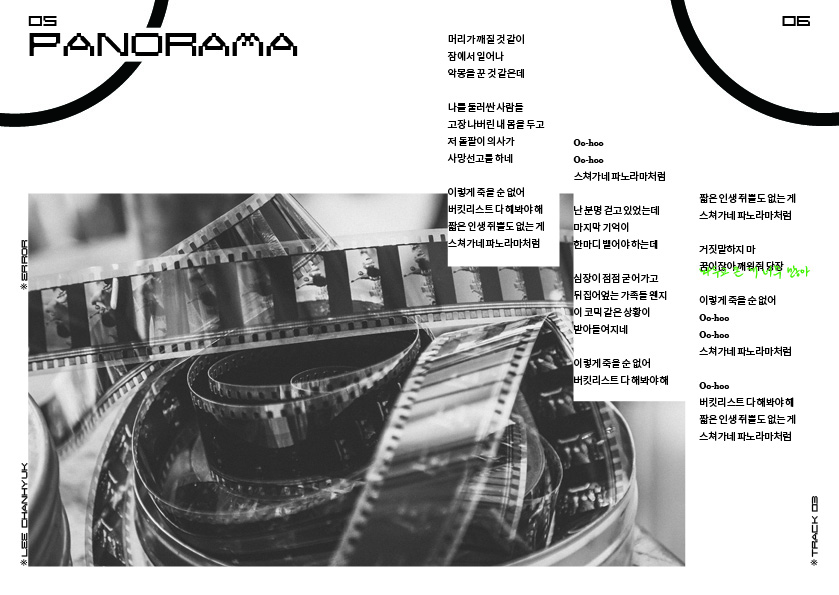 05
PANORAMA
06
머리가 깨질 것 같이
잠에서 일어나
악몽을 꾼 것 같은데
나를 둘러싼 사람들
고장 나버린 내 몸을 두고
저 돌팔이 의사가
사망선고를 하네
이렇게 죽을 순 없어
버킷리스트 다 해봐야 해
짧은 인생 쥐뿔도 없는 게
스쳐가네 파노라마처럼
Oo-hoo
Oo-hoo
스쳐가네 파노라마처럼
난 분명 걷고 있었는데
마지막 기억이
한마디 뱉어야 하는데
심장이 점점 굳어가고
뒤집어엎는 가족들 왠지
이 코믹 같은 상황이
받아들여지네
이렇게 죽을 순 없어
버킷리스트 다 해봐야 해
짧은 인생 쥐뿔도 없는 게
스쳐가네 파노라마처럼
거짓말하지 마
꿈이잖아 깨워줘 당장
이렇게 죽을 순 없어
Oo-hoo
Oo-hoo
스쳐가네 파노라마처럼
Oo-hoo
버킷리스트 다 해봐야 해
짧은 인생 쥐뿔도 없는 게
스쳐가네 파노라마처럼
※ERROR
※LEE CHANHYUK
※TRACK 03